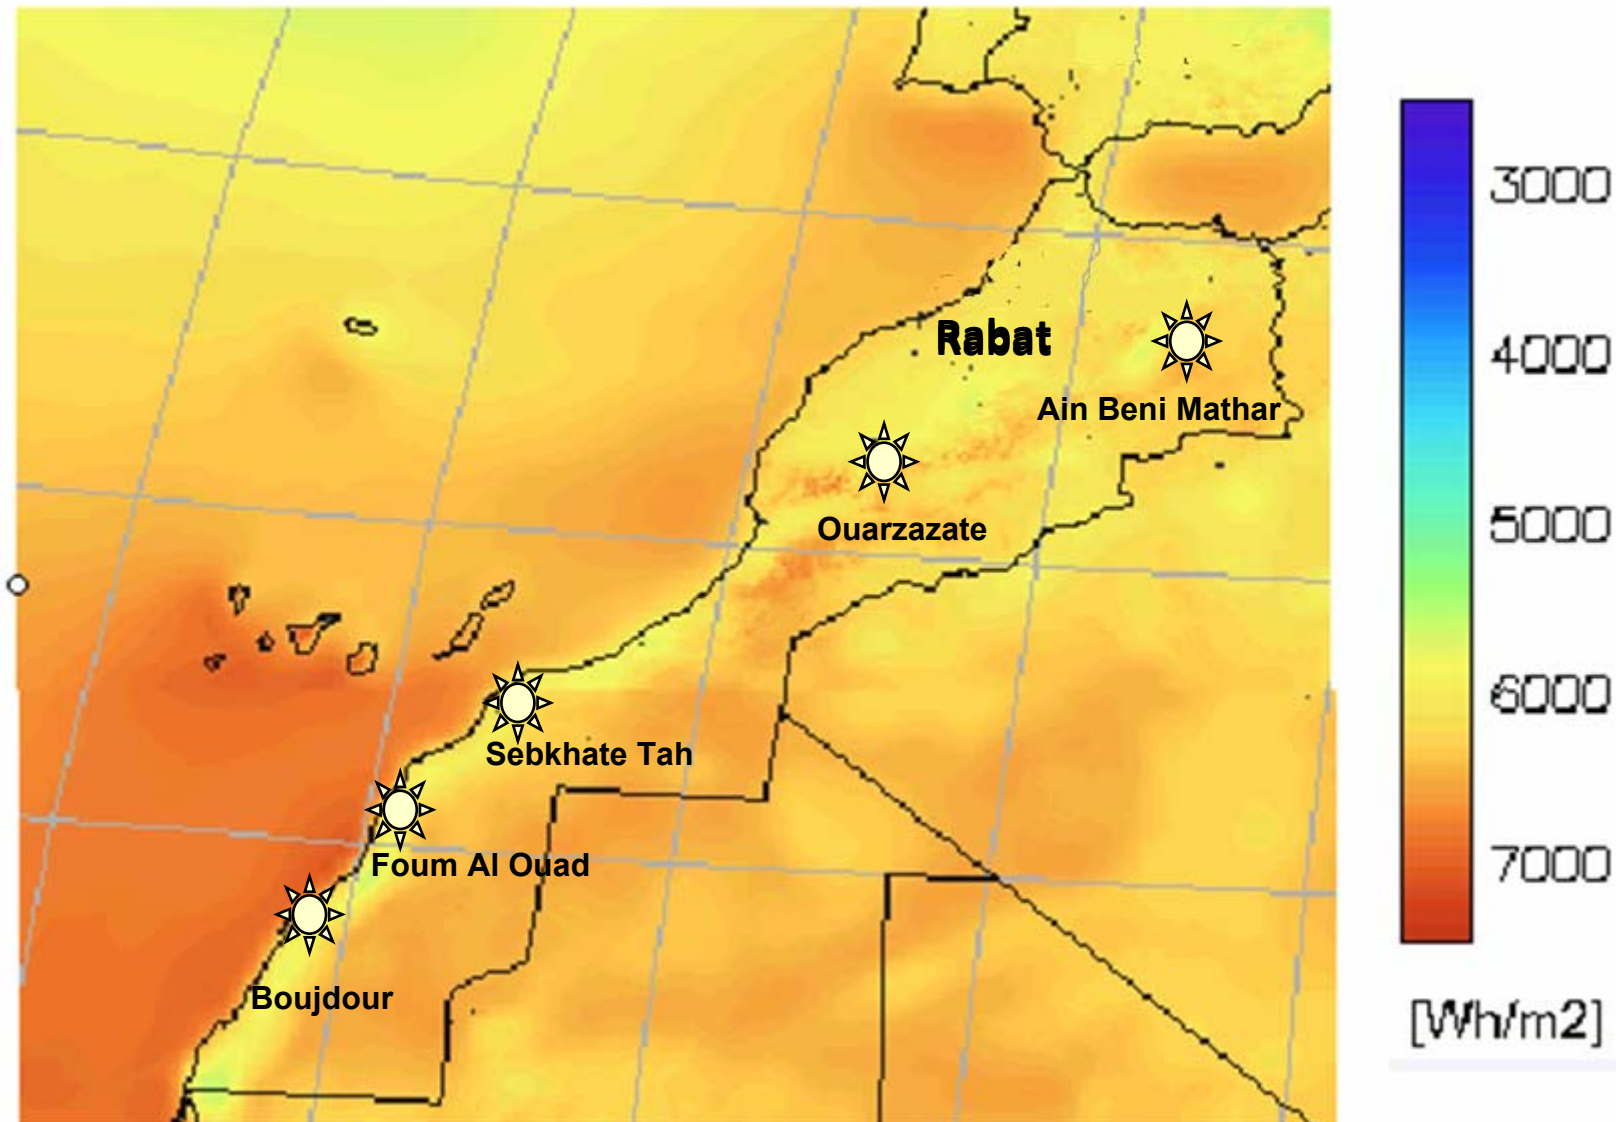 Rabat
Ain Beni Mathar
Ouarzazate
Sebkhate Tah
Foum Al Ouad
Boujdour
3000
4000
5000
6000
7000
[Wh/m2]